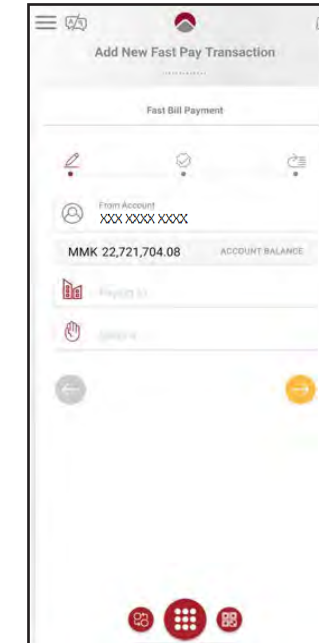 Add New Fast Pay Transaction
Fast Bill Payment
From Account
XXX XXXX XXXX
MMK 22,721,704.08 ACCOUNT BALANCE